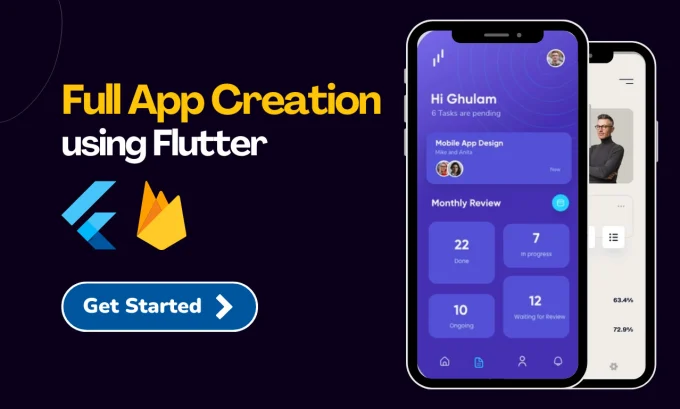 Full App Creation
using Flutter
Get Started
Hi Ghulam
6 Tasks are pending
Mobile App Design
Mike and Anita
Now
Monthly Review
22
Done
7
In progress
10
Ongoing
12
Waiting for Review
63.4%
72.9%